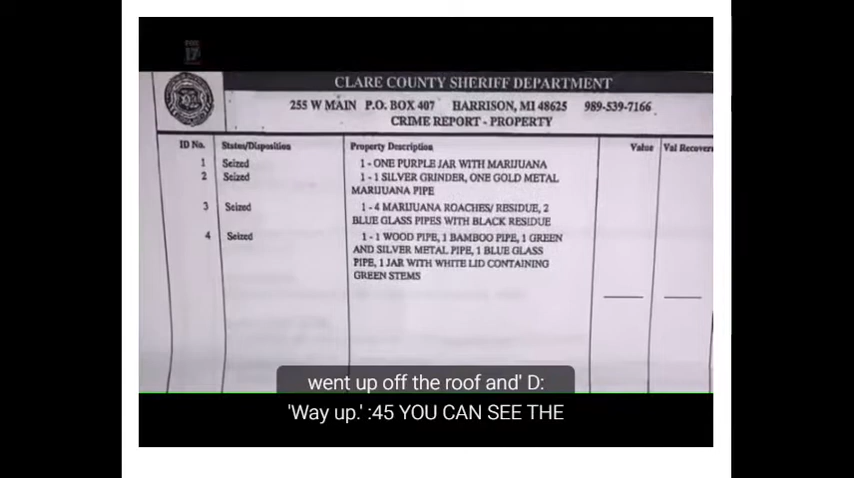 FOX
17
CLARE COUNTY SHERIFF DEPARTMENT
255 W MAIN P.O. BOX 407 HARRISON, MI 48625 989-539-7166
CRIME REPORT - PROPERTY
ID No. Status/Disposition Property Description Value Val Recover
1 Seized 1 - ONE PURPLE JAR WITH MARIJUANA
2 Seized 1 - 1 SILVER GRINDER, ONE GOLD METAL
MARIJUANA PIPE
3 Seized 1 - 4 MARIJUANA ROACHES/ RESIDUE, 2
BLUE GLASS PIPES WITH BLACK RESIDUE
4 Seized 1 - 1 WOOD PIPE, 1 BAMBOO PIPE, 1 GREEN
AND SILVER METAL PIPE, 1 BLUE GLASS
PIPE, 1 JAR WITH WHITE LID CONTAINING
GREEN STEMS
went up off the roof and' D:
'Way up.' :45 YOU CAN SEE THE